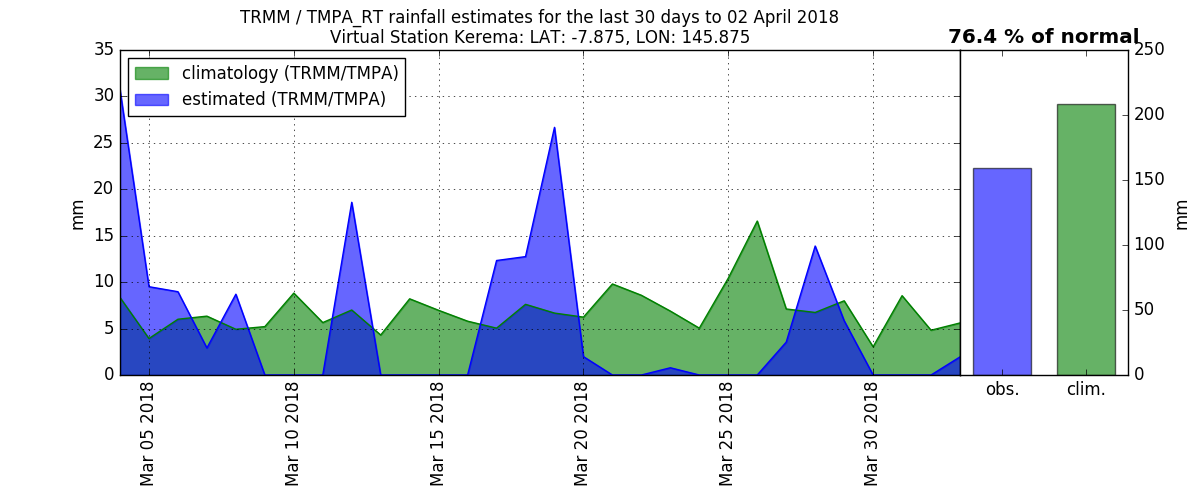 TRMM / TMPA_RT rainfall estimates for the last 30 days to 02 April 2018
Virtual Station Kerema: LAT: -7.875, LON: 145.875
76.4 % of normal
climatology (TRMM/TMPA)
estimated (TRMM/TMPA)
mm
35
30
25
20
15
10
5
0
Mar 05 2018
Mar 10 2018
Mar 15 2018
Mar 20 2018
Mar 25 2018
Mar 30 2018
obs.
clim.
250
200
150
100
50
0
mm